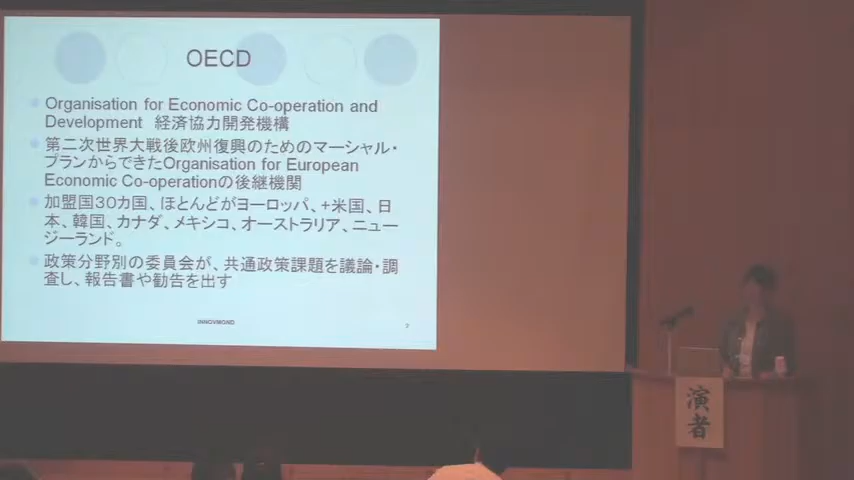 OECD
Organisation for Economic Co-operation and
Development 経済協力開発機構
第二次世界大戦後欧州復興のためのマーシャル・
プランからできたOrganisation for European
Economic Co-operationの後継機関
加盟国30カ国、ほとんどがヨーロッパ、+米国、日
本、韓国、カナダ、メキシコ、オーストラリア、ニュー
ジーランド。
政策分野別の委員会が、共通政策課題を議論・調
査し、報告書や勧告を出す
INNOVMOND
演者